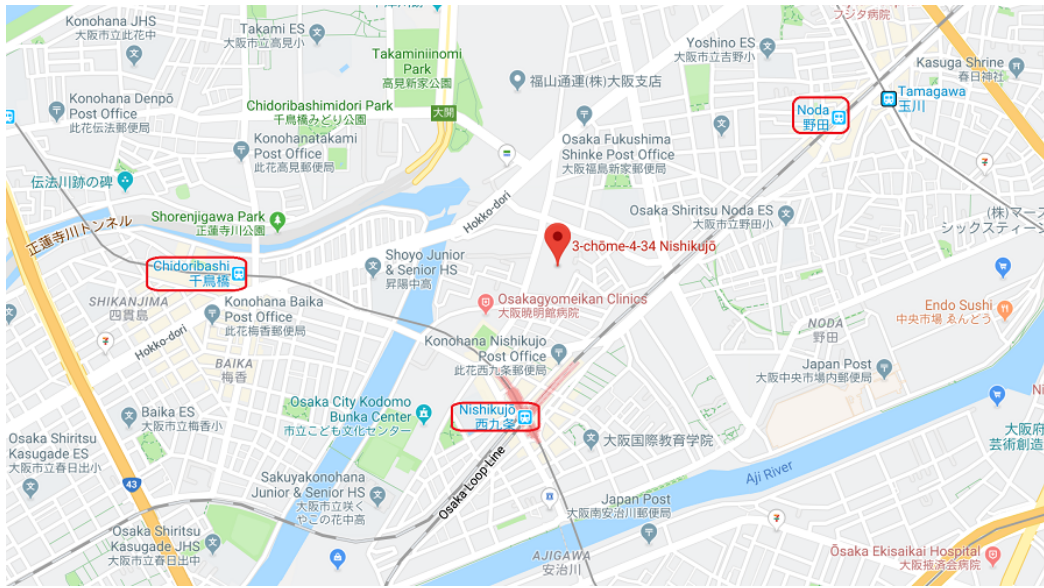 Konohana JHS
大阪市立此花中
Takami ES
大阪市立高見小
Takaminiinomi
Park
高見新家公園
Yoshino ES
大阪市立吉野小
フジタ病院
Kasuga Shrine
春日神社
福山通運(株)大阪支店
Tamagawa
玉川
Noda
野田
Konohana Denpō
Post Office
此花伝法郵便局
Chidoribashimidori Park
千鳥橋みどり公園
大開
Konohanatakami
Post Office
此花高見郵便局
Osaka Fukushima
Shinke Post Office
大阪福島新家郵便局
伝法川跡の碑
Hokko-dori
Osaka Shiritsu Noda ES
大阪市立野田小
(株)マーフ
シックスティーン
Shorenjigawa Park
正蓮寺川公園
正蓮寺川トンネル
3-chōme-4-34 Nishikujō
Chidoribashi
千鳥橋
Shoyo Junior
& Senior HS
昇陽中高
SHIKANJIMA
四貫島
Konohana Baika
Post Office
此花梅香郵便局
Osakagyomeikan Clinics
大阪暁明館病院
Endo Sushi
中央市場 ゑんどう
NODA
野田
Hokko-dori
Konohana Nishikujo
Post Office
此花西九条郵便局
BAIKA
梅香
Japan Post
大阪中央市場内郵便局
Osaka City Kodomo
Bunka Center
市立こども文化センター
Nishikujō
西九条
Baika ES
大阪市立梅香小
大阪国際教育学院
大阪府
芸術創造
Osaka Shiritsu
Kasugade ES
大阪市立春日出小
Aji River
Osaka Loop Line
43
Sakuyakonohana
Junior & Senior HS
大阪市立咲く
やこの花中高
Japan Post
大阪南安治川郵便局
Osaka Shiritsu
Kasugade JHS
大阪市立春日出中
AJIGAWA
安治川
Ōsaka Ekisaikai Hospital
大阪掖済会病院